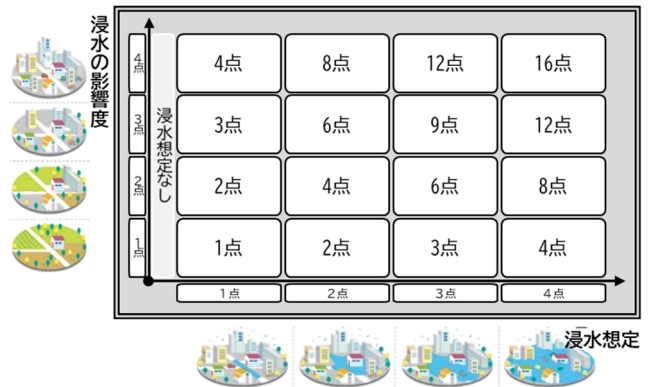 浸水の影響度
4点
3点
2点
1点
浸水想定なし
4点 8点 12点 16点
3点 6点 9点 12点
2点 4点 6点 8点
1点 2点 3点 4点
1点 2点 3点 4点
浸水想定